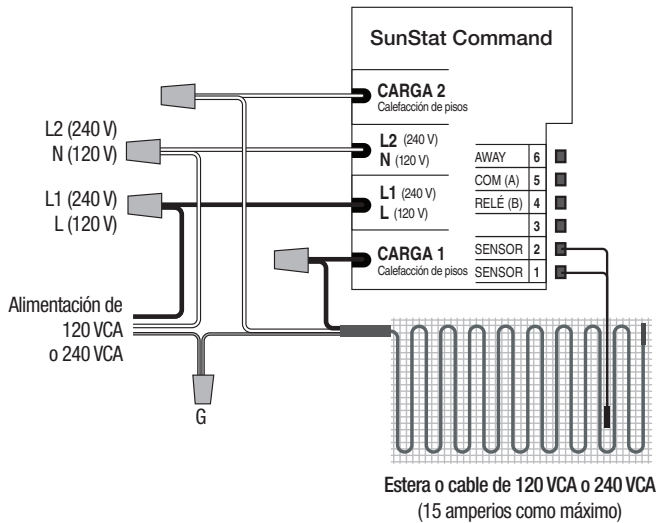 SunStat Command
CARGA 2
Calefacción de pisos
L2 (240 V)
N (120 V)
L2 (240 V)
N (120 V)
L1 (240 V)
L (120 V)
L1 (240 V)
L (120 V)
CARGA 1
Calefacción de pisos
AWAY 6
COM (A) 5
RELÉ (B) 4
3
SENSOR 2
SENSOR 1
Alimentación de
120 VCA
o 240 VCA
G
Estera o cable de 120 VCA o 240 VCA
(15 amperios como máximo)